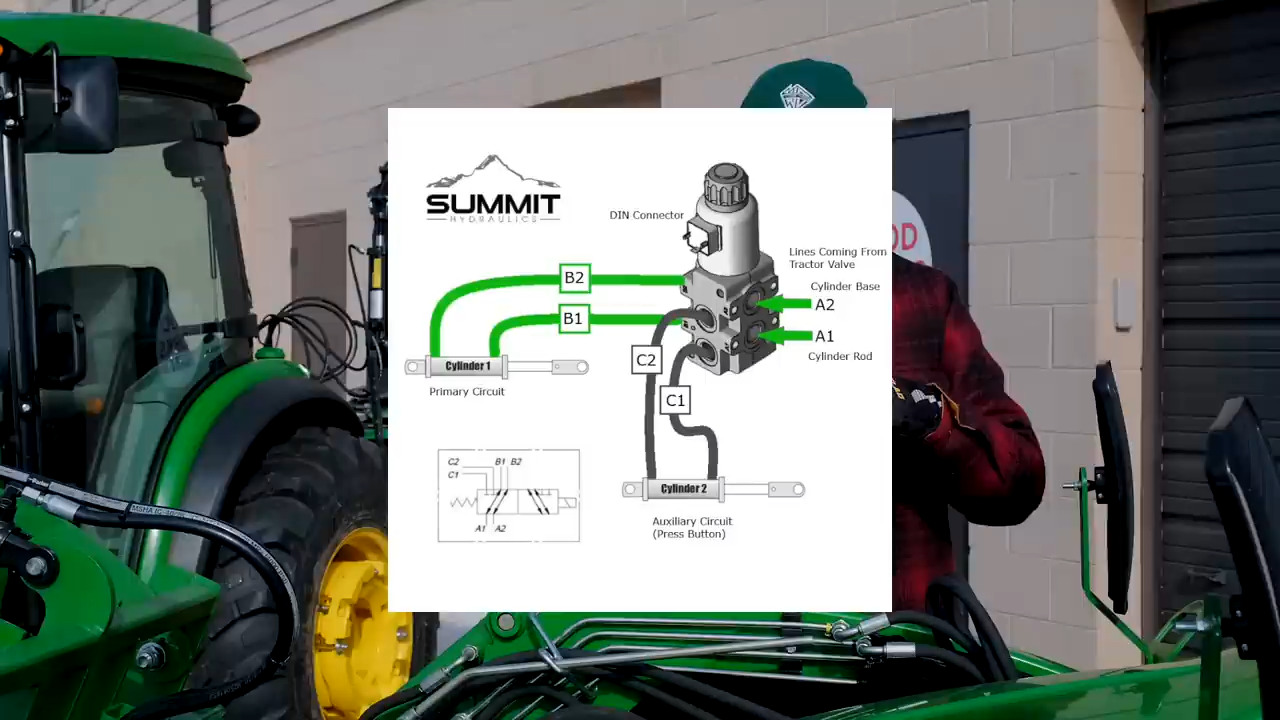 SUMMIT
HYDRAULICS
DIN Connector
Lines Coming From
Tractor Valve
Cylinder Base
A2
A1
Cylinder Rod
B2
B1
C2
C1
Cylinder 1
Primary Circuit
Cylinder 2
Auxiliary Circuit
(Press Button)
C2
B1 B2
C1
A1 A2
OD